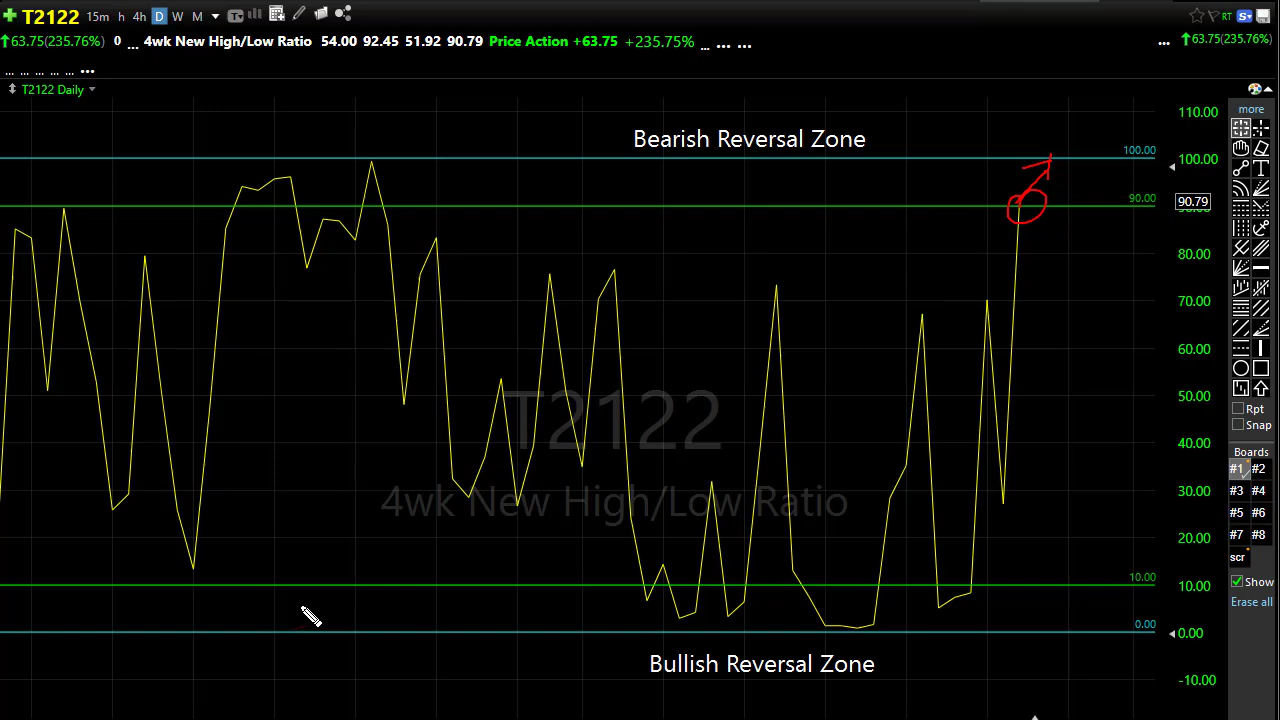 T2122 15m h 4h D W M
RT S
63.75(235.76%) 0 ... 4wk New High/Low Ratio 54.00 92.45 51.92 90.79 Price Action +63.75 +235.75% ... ... ... ... 63.75(235.76%)
... ... ... ... ... ...
T2122 Daily
more
110.00
Bearish Reversal Zone
100.00
100.00
90.00
90.79
80.00
70.00
60.00
50.00
T2122
40.00
4wk New High/Low Ratio
30.00
20.00
10.00
10.00
0.00
0.00
Bullish Reversal Zone
-10.00
T
Rpt
Snap
Boards
#1 #2
#3 #4
#5 #6
#7 #8
scr
Show
Erase all